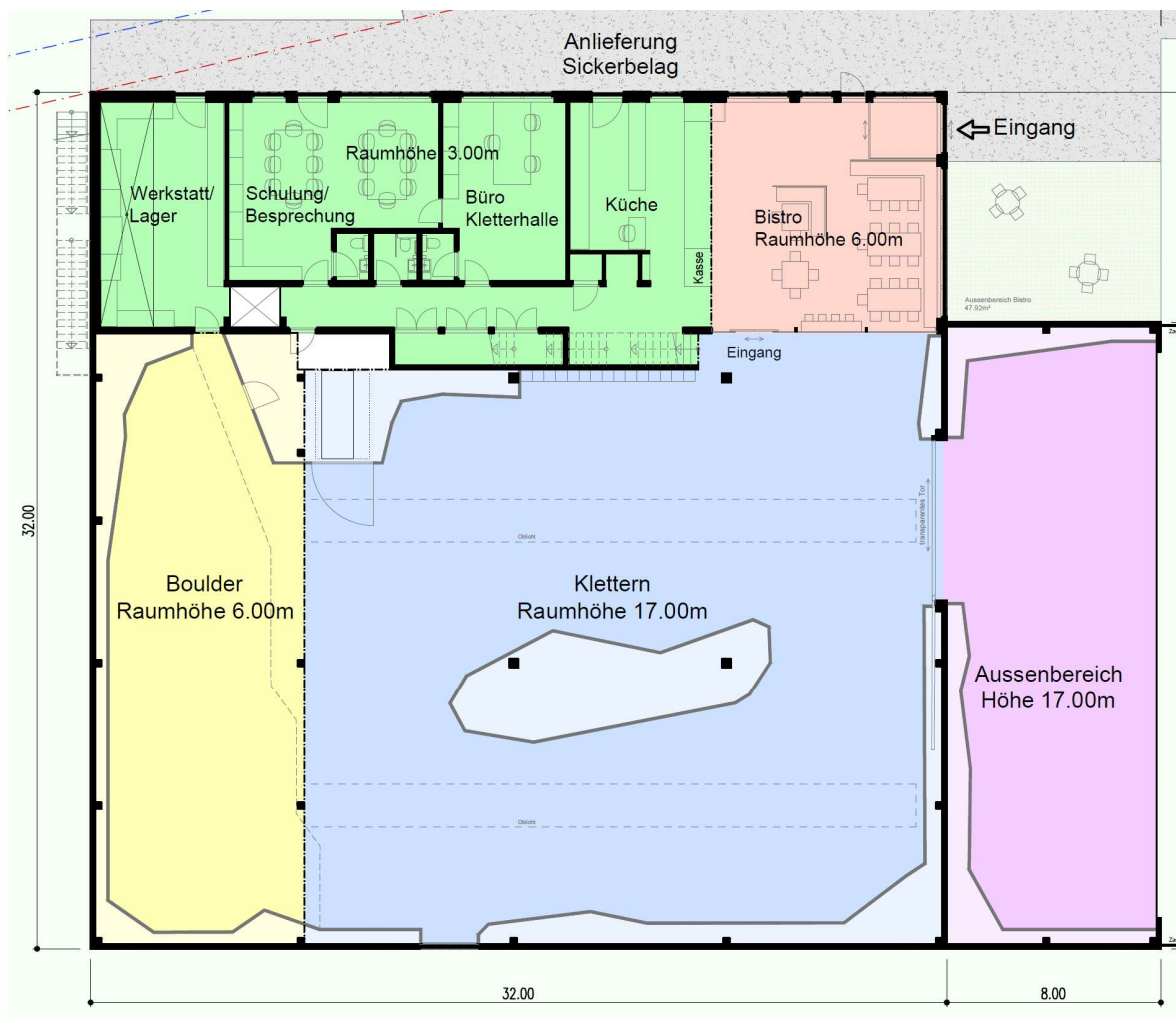 Anlieferung
Sickerbelag
Eingang
Raumhöhe 3.00m
Werkstatt/
Lager
Schulung/
Besprechung
Büro
Kletterhalle
Küche
Bistro
Raumhöhe 6.00m
Kasse
Aussenbereich Bistro
47.92m²
Eingang
transparentes Tor
32.00
Oblicht
Boulder
Raumhöhe 6.00m
Klettern
Raumhöhe 17.00m
Aussenbereich
Höhe 17.00m
Oblicht
32.00
8.00